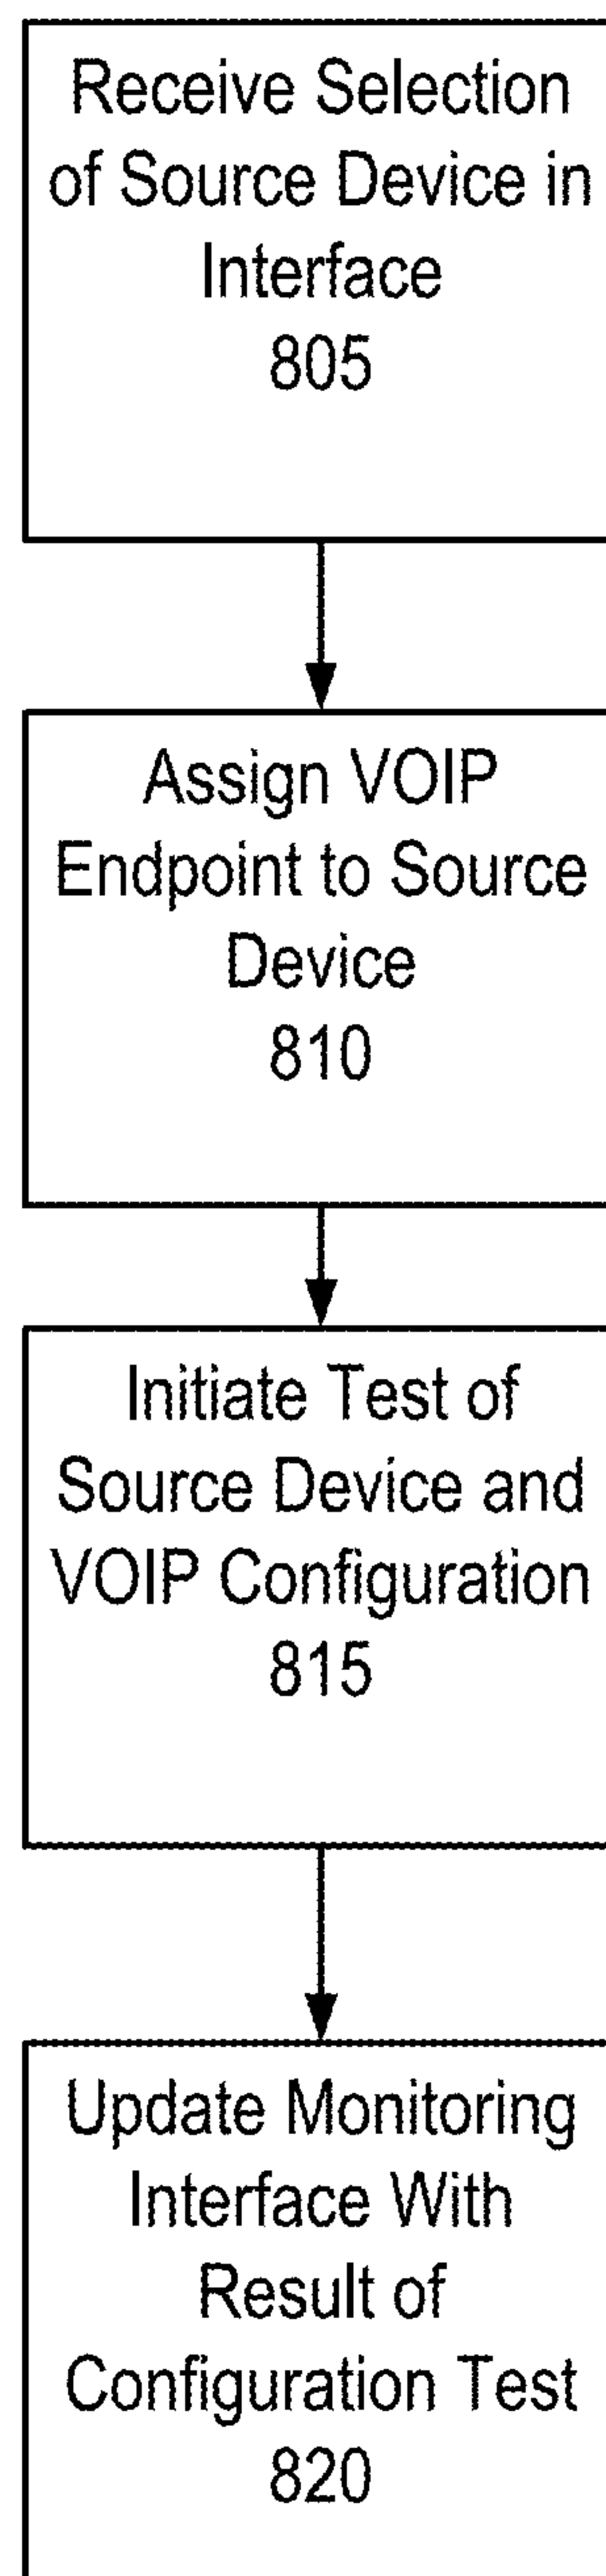 Receive Selection
of Source Device in
Interface
805
Assign VOIP
Endpoint to Source
Device
810
Initiate Test of
Source Device and
VOIP Configuration
815
Update Monitoring
Interface With
Result of
Configuration Test
820